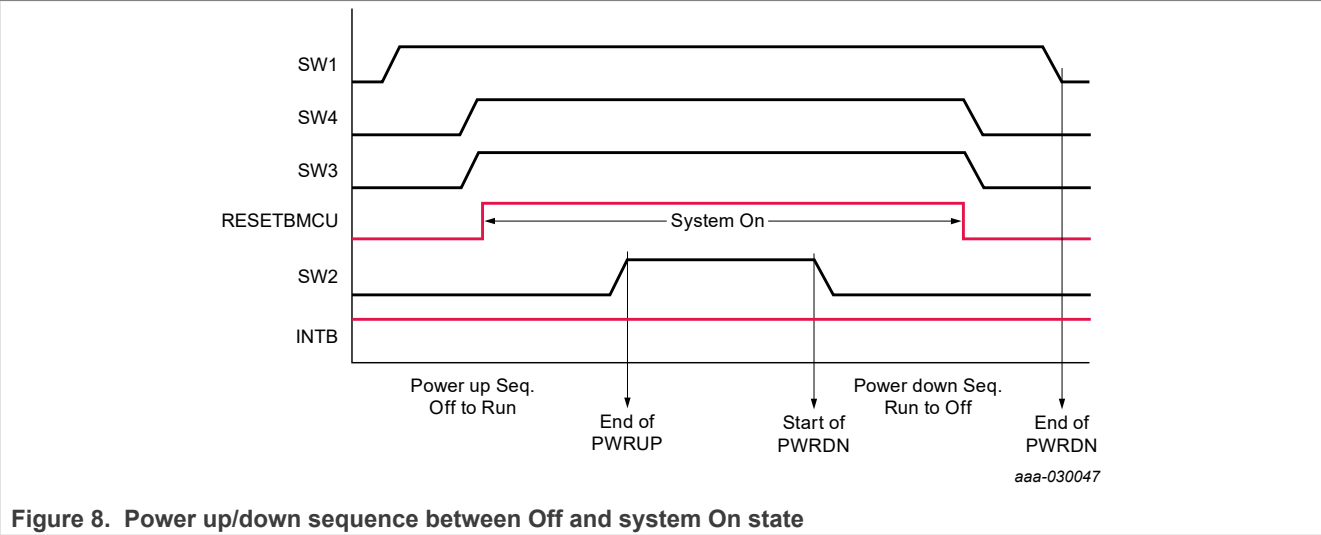 SW1
SW4
SW3
RESETBMCU
System On
SW2
INTB
Power up Seq.
Off to Run
End of
PWRUP
Start of
PWRDN
Power down Seq.
Run to Off
End of
PWRDN
aaa-030047
Figure 8. Power up/down sequence between Off and system On state